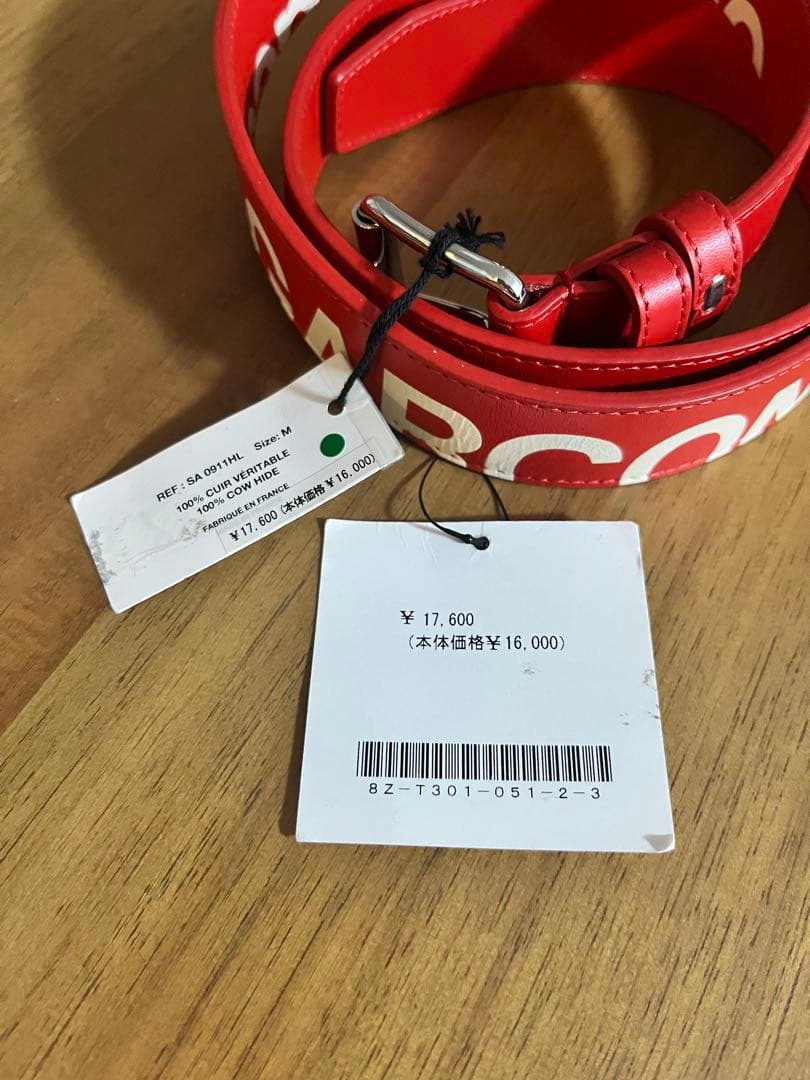 GARCOM
REF : SA 0911HL Size: M
100% CUIR VÉRITABLE
100% COW HIDE
FABRIQUÉ EN FRANCE
¥17,600 (本体価格¥16,000)
¥ 17,600
(本体価格¥16,000)
8Z-T301-051-2-3